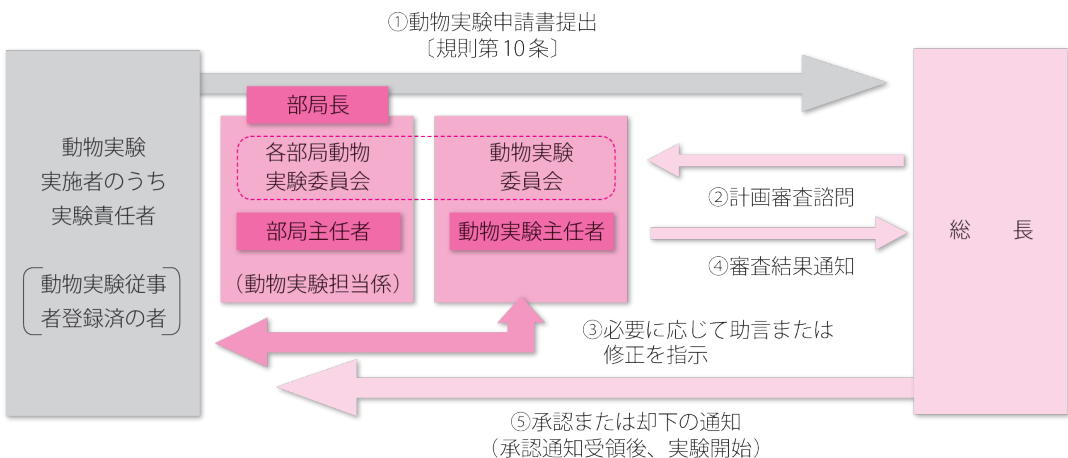 ①動物実験申請書提出
〔規則第10条〕
動物実験
実施者のうち
実験責任者
動物実験従事
者登録済の者
部局長
各部局動物
実験委員会
部局主任者
（動物実験担当係）
動物実験
委員会
動物実験主任者
②計画審査諮問
④審査結果通知
総　長
③必要に応じて助言または
修正を指示
⑤承認または却下の通知
（承認通知受領後、実験開始）